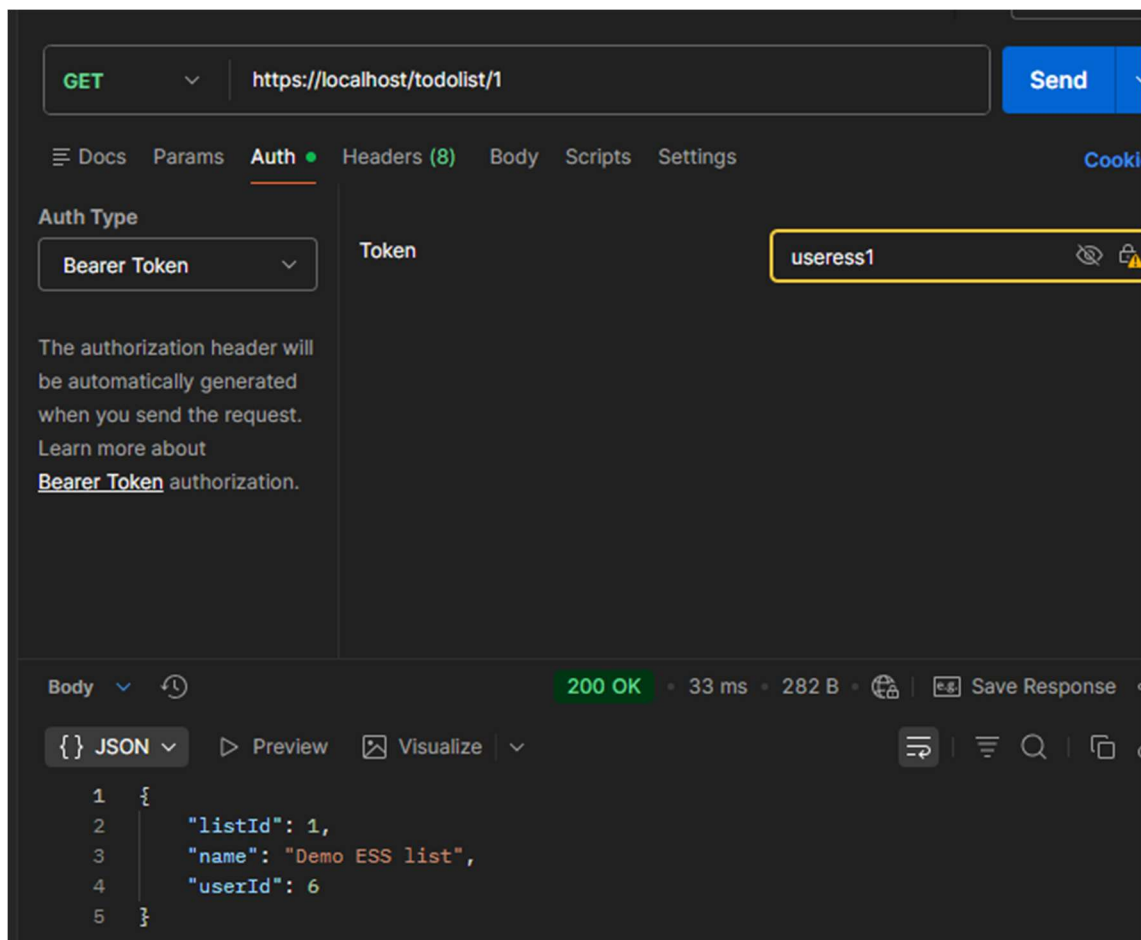 GET https://localhost/todolist/1 Send
Docs Params Auth Headers (8) Body Scripts Settings
Auth Type
Bearer Token
Token useress1
The authorization header will
be automatically generated
when you send the request.
Learn more about
Bearer Token authorization.
Body 200 OK • 33 ms • 282 B • e.g. Save Response
{} JSON Preview Visualize
1 {
2 "listId": 1,
3 "name": "Demo ESS list",
4 "userId": 6
5 }